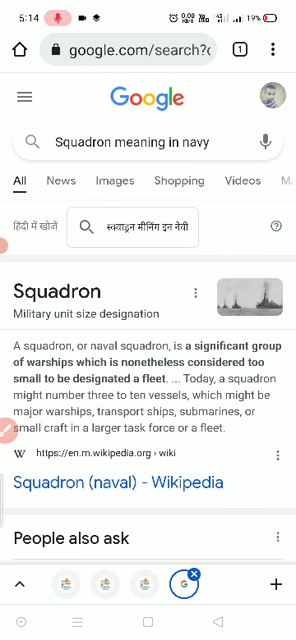 5:14
19%
google.com/search?c
1
Google
Squadron meaning in navy
All News Images Shopping Videos
हिंदी में खोजें
स्क्वाड्रन मीनिंग इन नेवी
Squadron
Military unit size designation
A squadron, or naval squadron, is a significant group
of warships which is nonetheless considered too
small to be designated a fleet. ... Today, a squadron
might number three to ten vessels, which might be
major warships, transport ships, submarines, or
small craft in a larger task force or a fleet.
W https://en.m.wikipedia.org › wiki
Squadron (naval) - Wikipedia
People also ask